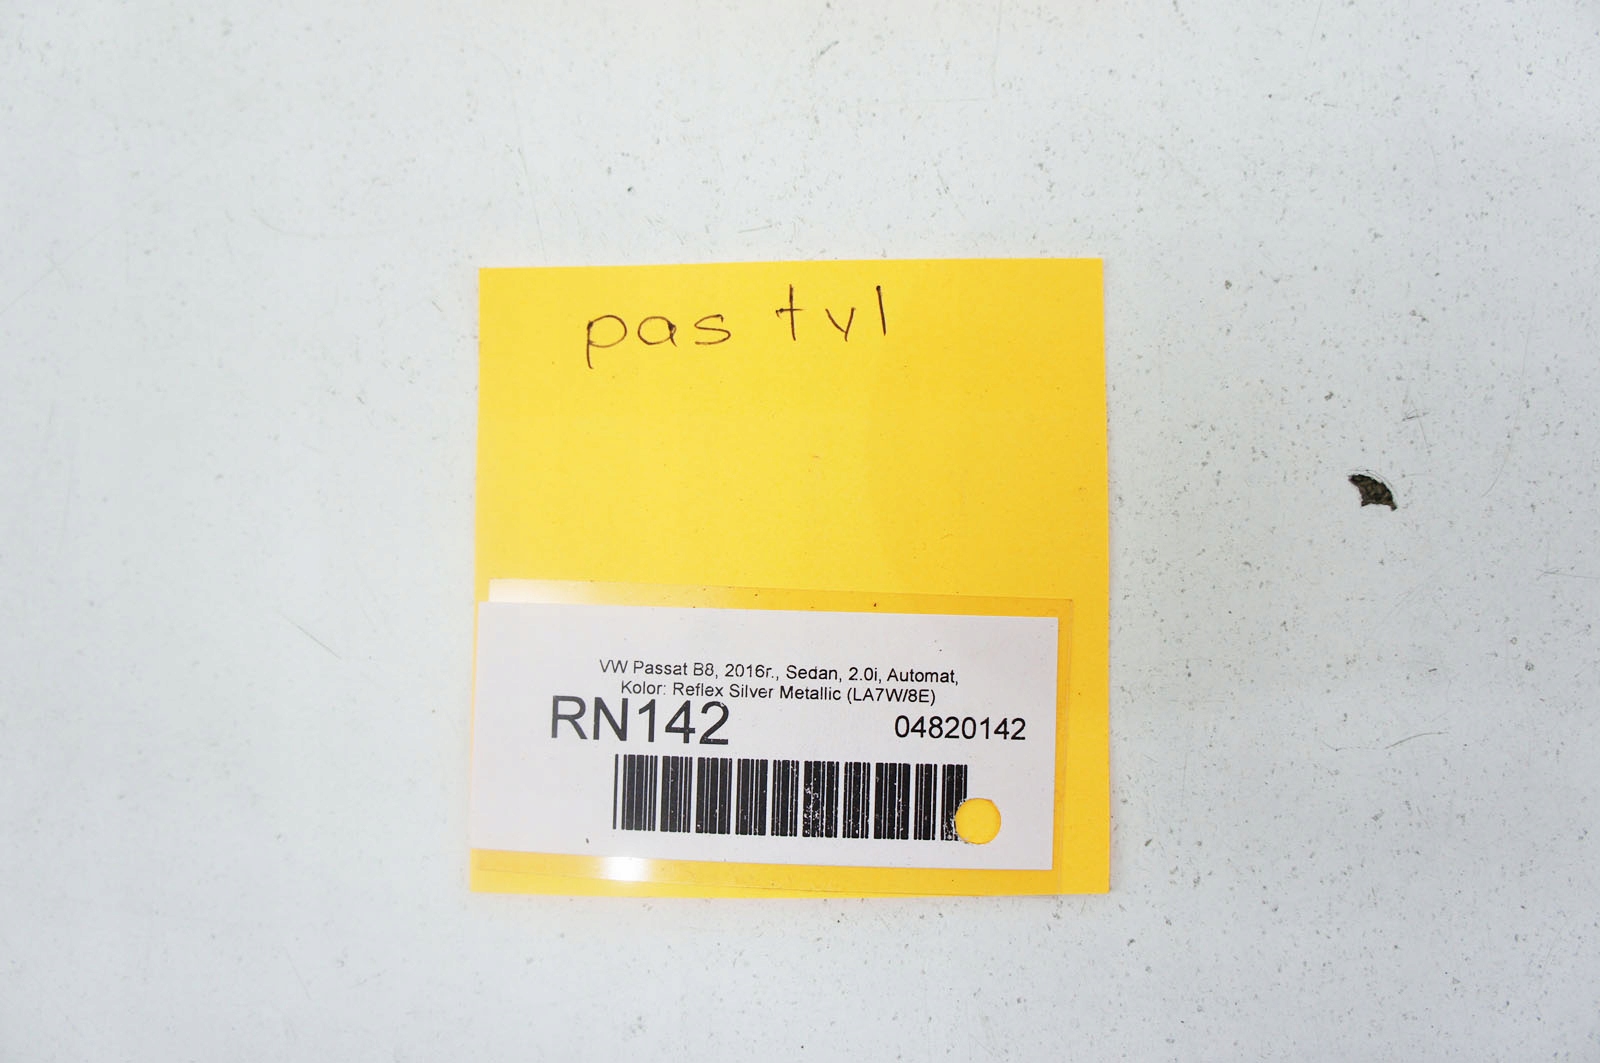 pas tyl
VW Passat B8, 2016r., Sedan, 2.0i, Automat,
Kolor: Reflex Silver Metallic (LA7W/8E)
RN142 04820142